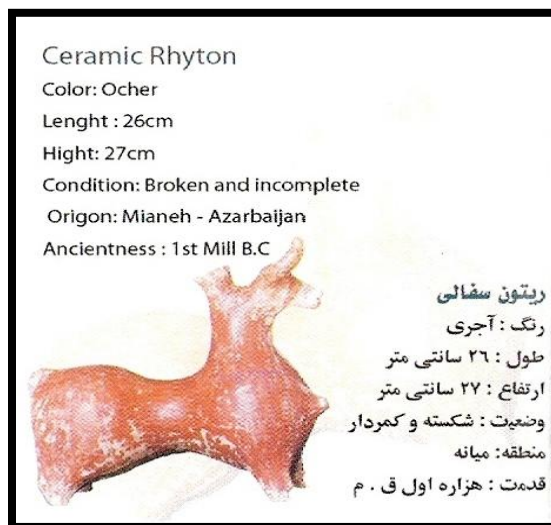 Ceramic Rhyton
Color: Ocher
Lenght : 26cm
Hight: 27cm
Condition: Broken and incomplete
Origon: Mianeh - Azarbaijan
Ancientness : 1st Mill B.C
ریتون سفالی
رنگ : آجری
طول : ۲٦ سانتی متر
ارتفاع : ۲۷ سانتی متر
وضعیت : شکسته و کمردار
منطقه: میانه
قدمت : هزاره اول ق . م